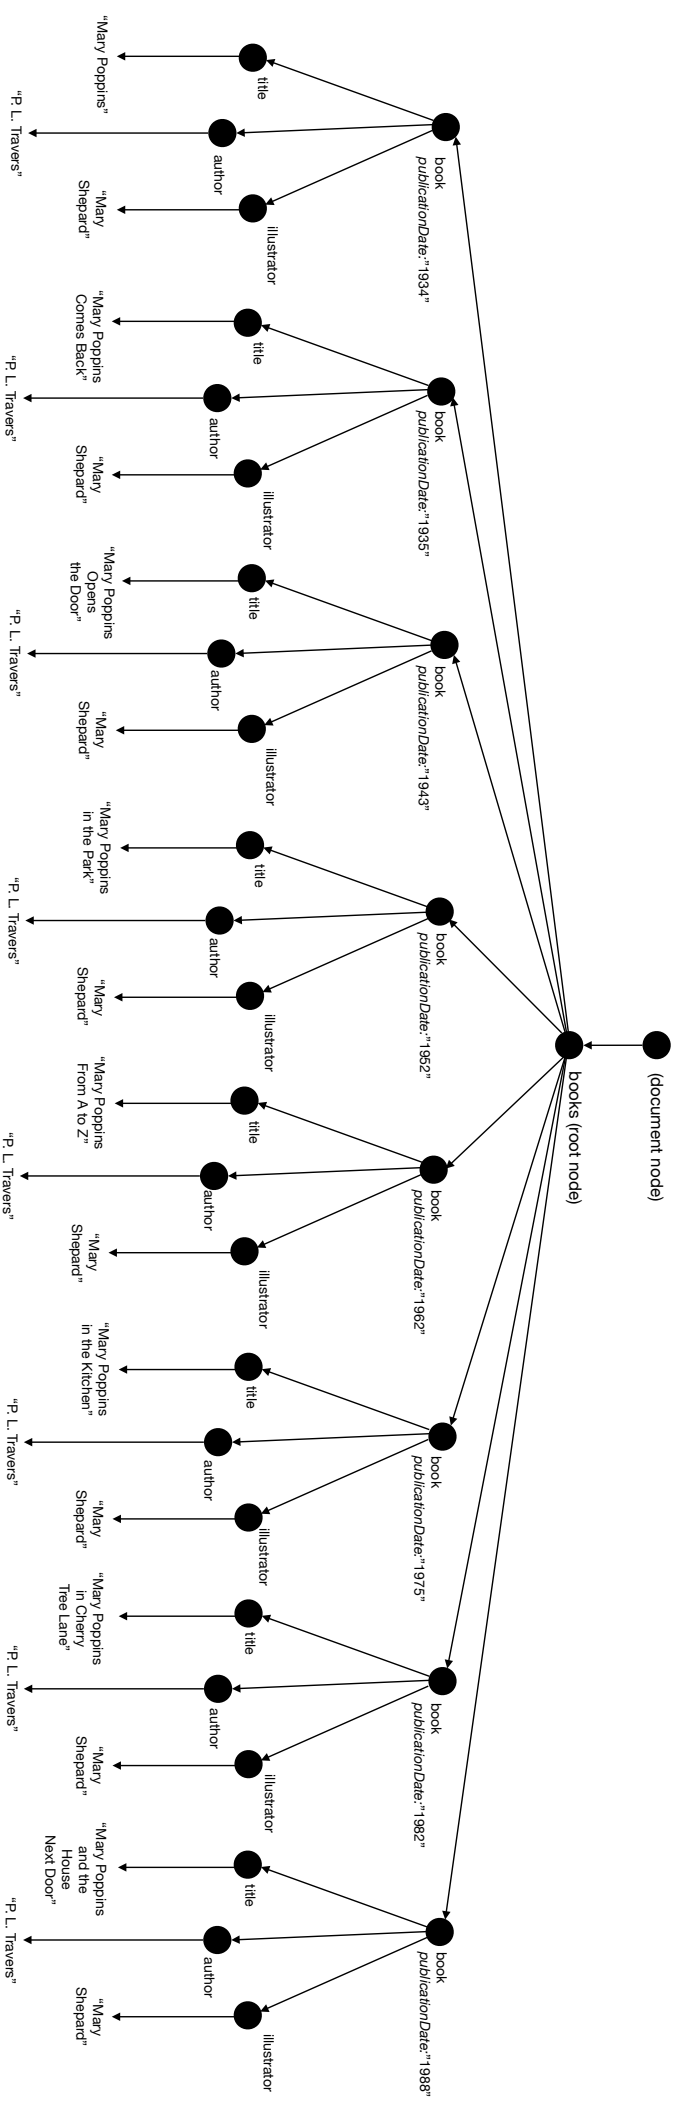 (document node)
books (root node)
book
publicationDate:"1934"
title
"Mary Poppins"
author
"P. L. Travers"
illustrator
"Mary
Shepard"
book
publicationDate:"1935"
title
"Mary Poppins
Comes Back"
author
"P. L. Travers"
illustrator
"Mary
Shepard"
book
publicationDate:"1943"
title
"Mary Poppins
Opens
the Door"
author
"P. L. Travers"
illustrator
"Mary
Shepard"
book
publicationDate:"1952"
title
"Mary Poppins
in the Park"
author
"P. L. Travers"
illustrator
"Mary
Shepard"
book
publicationDate:"1962"
title
"Mary Poppins
From A to Z"
author
"P. L. Travers"
illustrator
"Mary
Shepard"
book
publicationDate:"1975"
title
"Mary Poppins
in the Kitchen"
author
"P. L. Travers"
illustrator
"Mary
Shepard"
book
publicationDate:"1982"
title
"Mary Poppins
in Cherry
Tree Lane"
author
"P. L. Travers"
illustrator
"Mary
Shepard"
book
publicationDate:"1988"
title
"Mary Poppins
and the
House
Next Door"
author
"P. L. Travers"
illustrator
"Mary
Shepard"